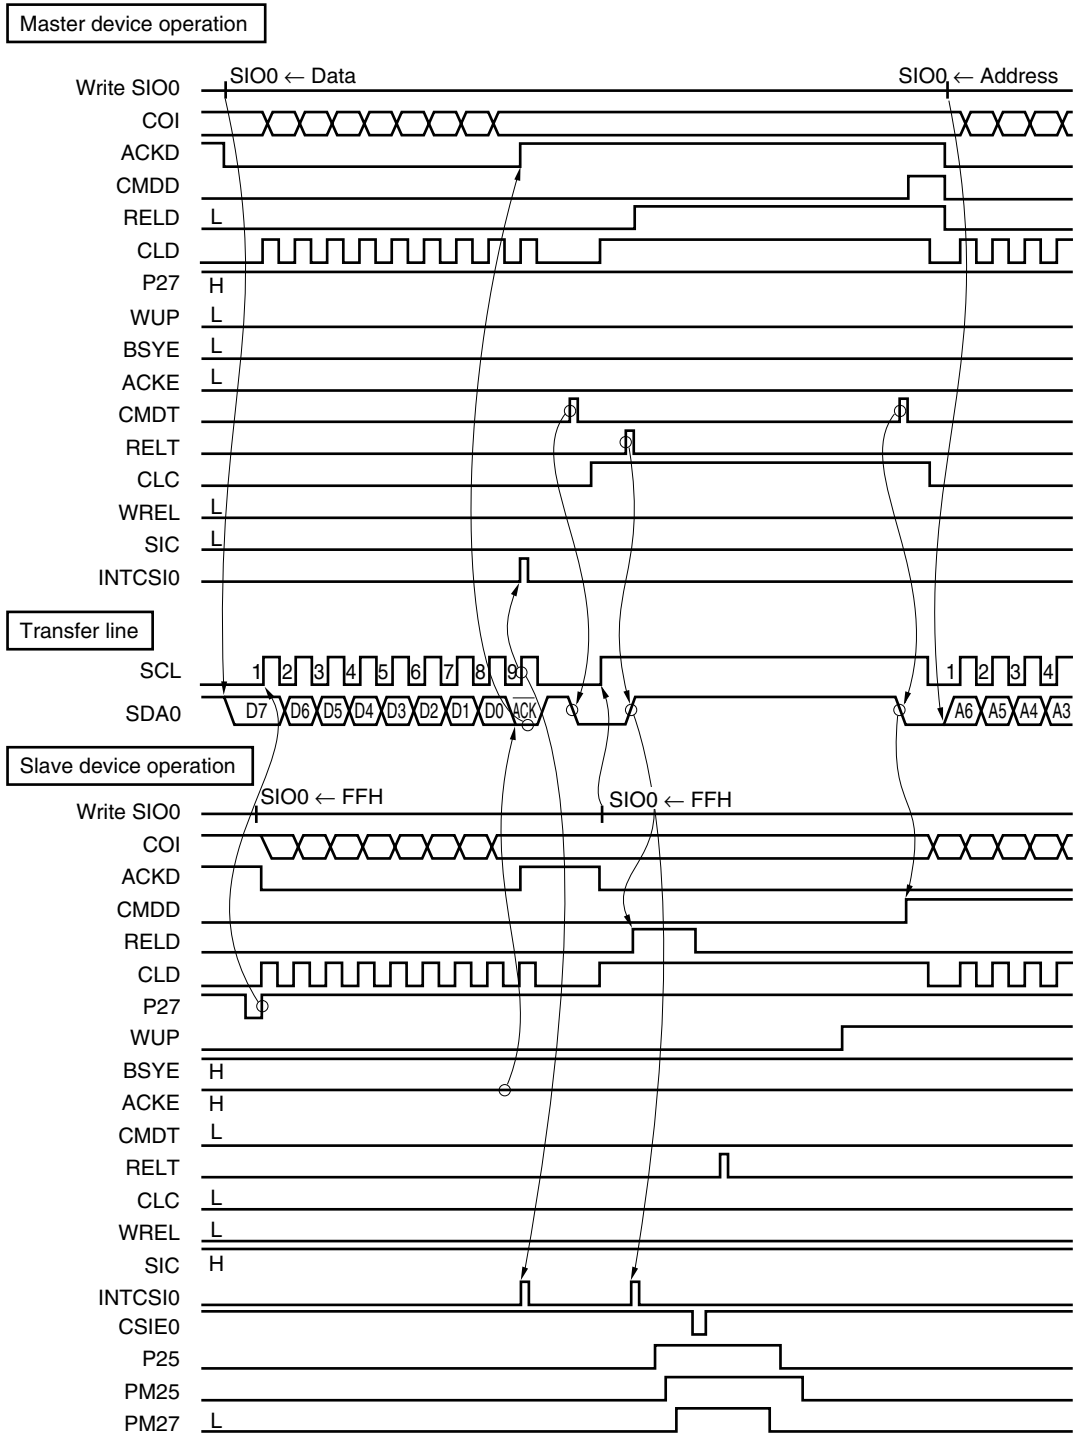 Master device operation
SIO0 ← Data
SIO0 ← Address
Write SIO0
COI
ACKD
CMDD
RELD L
CLD
P27 H
WUP L
BSYE L
ACKE L
CMDT
RELT
CLC
WREL L
SIC L
INTCSI0
Transfer line
SCL 1 2 3 4 5 6 7 8 9 1 2 3 4
SDA0 D7 D6 D5 D4 D3 D2 D1 D0 ACK A6 A5 A4 A3
Slave device operation
SIO0 ← FFH
SIO0 ← FFH
Write SIO0
COI
ACKD
CMDD
RELD
CLD
P27
WUP
BSYE H
ACKE H
CMDT L
RELT
CLC L
WREL L
SIC H
INTCSI0
CSIE0
P25
PM25
PM27 L